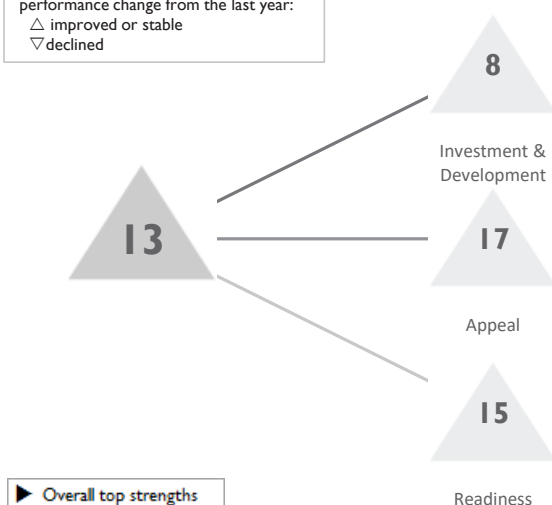 performance change from the last year:
△ improved or stable
▽ declined
8
Investment &
Development
13
17
Appeal
15
Readiness
▶ Overall top strengths